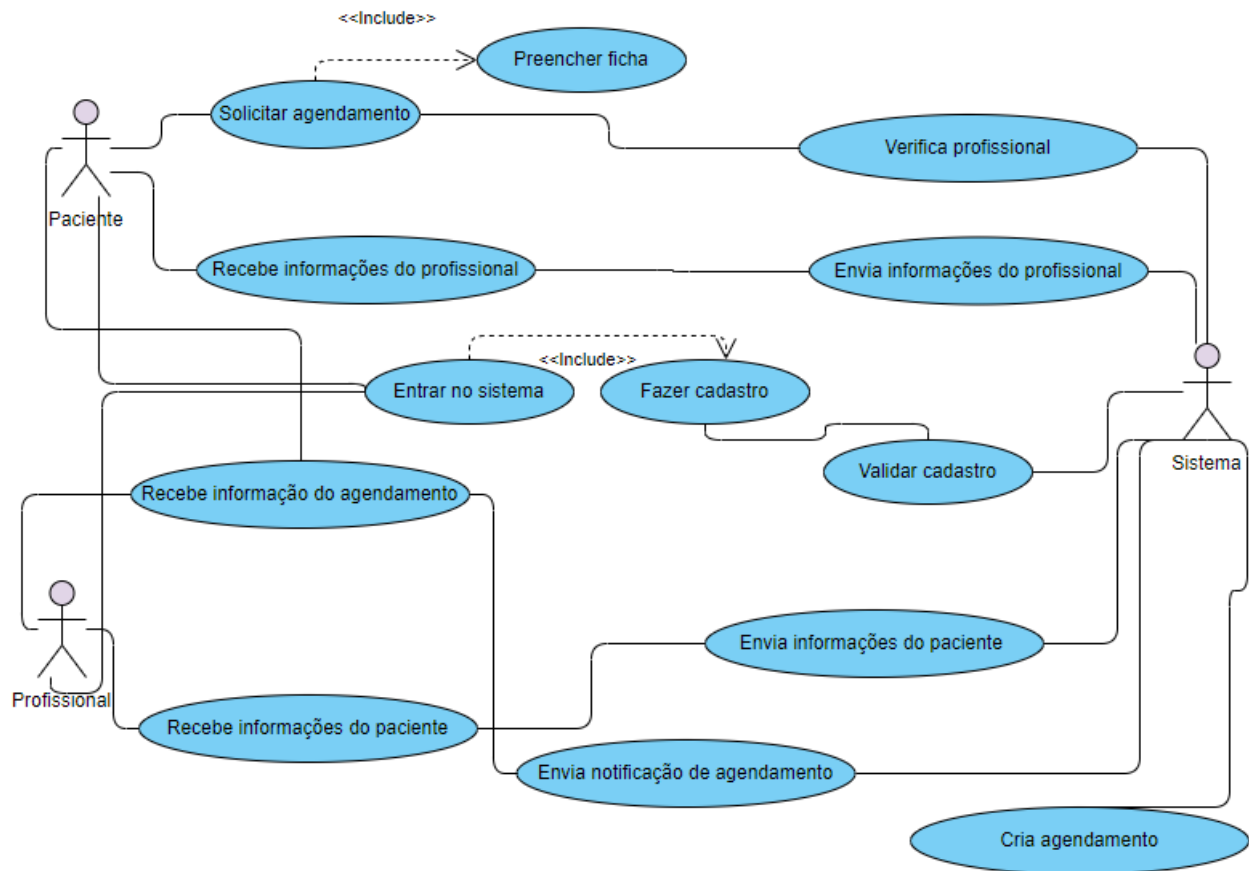 <<Include>>
Preencher ficha
Solicitar agendamento
Verifica profissional
Paciente
Recebe informações do profissional
Envia informações do profissional
<<Include>>
Entrar no sistema
Fazer cadastro
Validar cadastro
Sistema
Recebe informação do agendamento
Envia informações do paciente
Profissional
Recebe informações do paciente
Envia notificação de agendamento
Cria agendamento